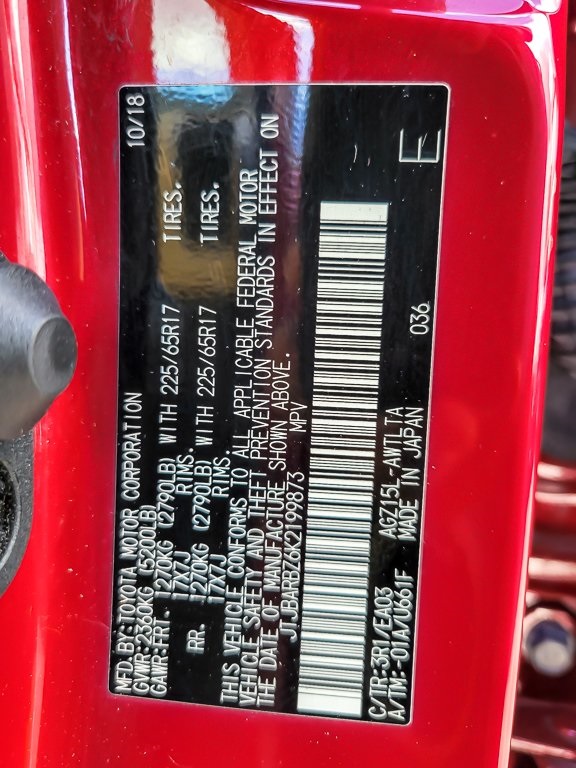 MFD. BY: TOYOTA MOTOR CORPORATION 10/18
GVWR: 2360KG (5200LB)
GAWR: FRT. 1270KG (2790LB) WITH 225/65R17 TIRES.
17X7J RIMS.
RR. 1270KG (2790LB) WITH 225/65R17 TIRES.
17X7J RIMS.
THIS VEHICLE CONFORMS TO ALL APPLICABLE FEDERAL MOTOR
VEHICLE SAFETY AND THEFT PREVENTION STANDARDS IN EFFECT ON
THE DATE OF MANUFACTURE SHOWN ABOVE.
JTJBARBZ6K2199873 MPV
C/TR: 3R1/EA03 AGZ15L-AWTLTA
A/TM: -01A/U661F MADE IN JAPAN 036 E